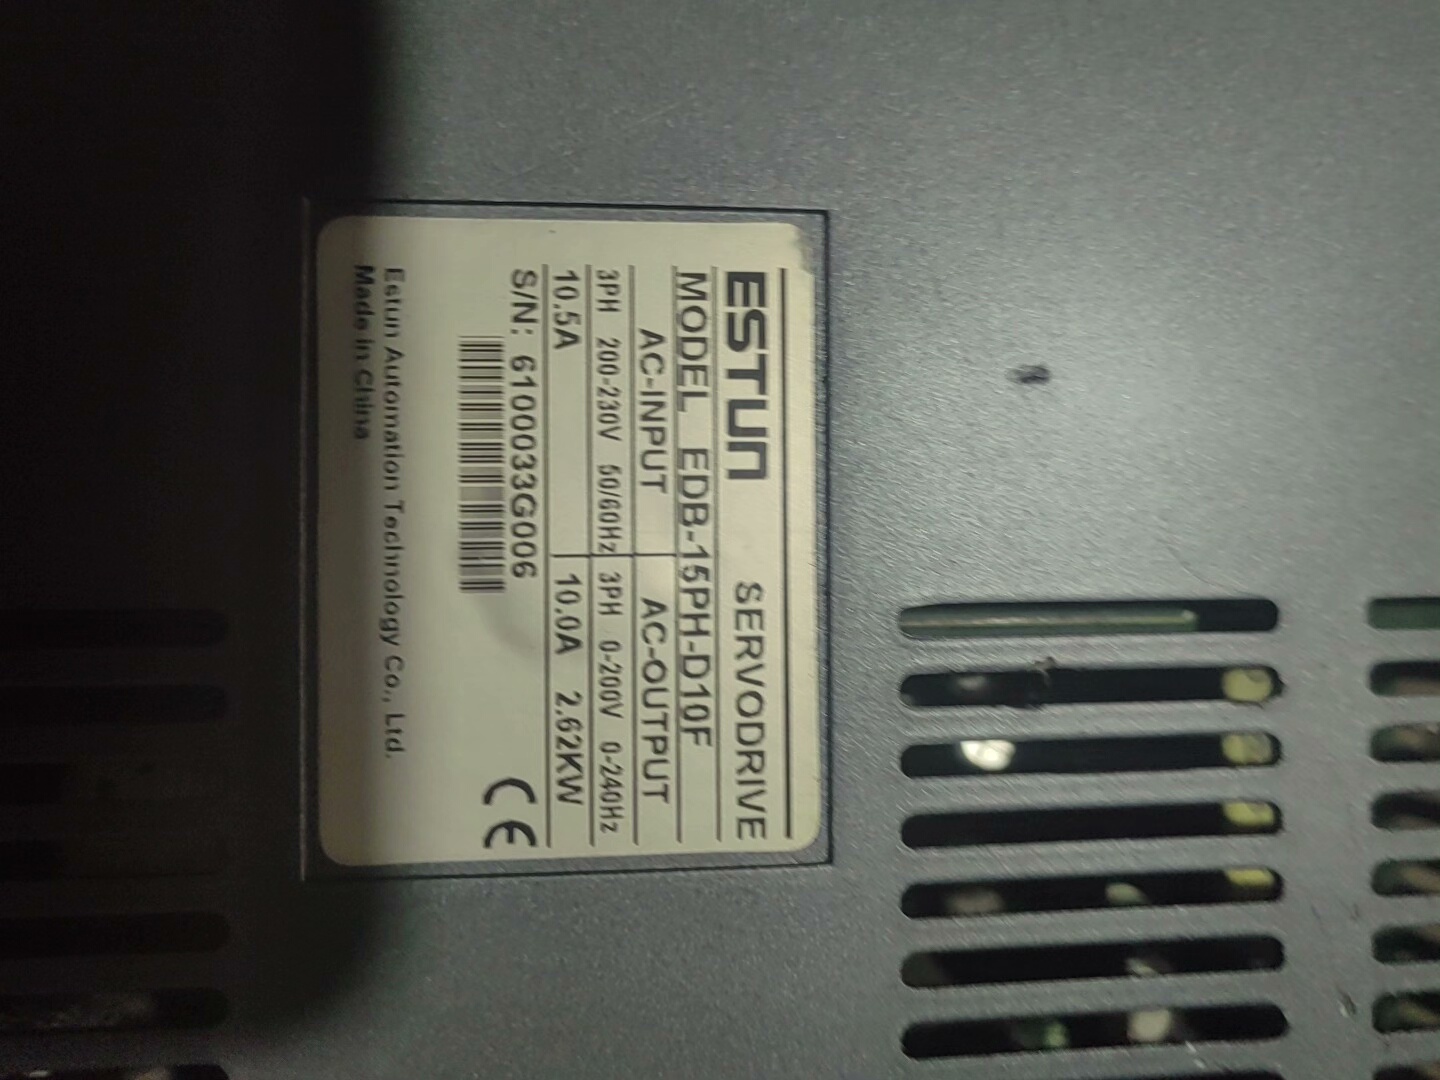 ESTUN SERVODRIVE
MODEL EDB-15PH-D10F
AC-INPUT AC-OUTPUT
3PH 200-230V 50/60Hz 3PH 0-200V 0-240Hz
10.5A 10.0A 2.62KW
S/N: 6100033G006
CE
Estun Automation Technology Co., Ltd.
Made in China